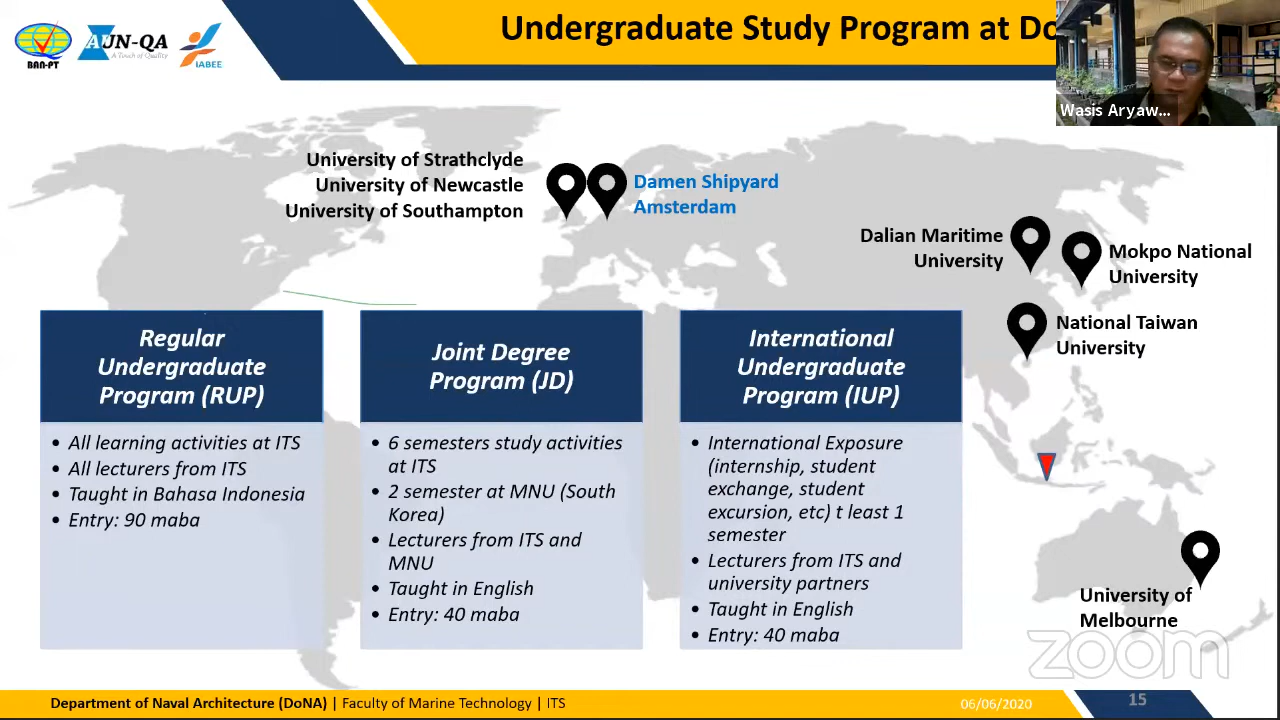 BAN-PT
AUN-QA
A Touch of Quality
IABEE
Undergraduate Study Program at Do
Wasis Aryaw...
University of Strathclyde
University of Newcastle
University of Southampton
Damen Shipyard
Amsterdam
Dalian Maritime
University
Mokpo National
University
National Taiwan
University
Regular
Undergraduate
Program (RUP)
• All learning activities at ITS
• All lecturers from ITS
• Taught in Bahasa Indonesia
• Entry: 90 maba
Joint Degree
Program (JD)
• 6 semesters study activities
at ITS
• 2 semester at MNU (South
Korea)
• Lecturers from ITS and
MNU
• Taught in English
• Entry: 40 maba
International
Undergraduate
Program (IUP)
• International Exposure
(internship, student
exchange, student
excursion, etc) t least 1
semester
• Lecturers from ITS and
university partners
• Taught in English
• Entry: 40 maba
University of
Melbourne
zoom
Department of Naval Architecture (DoNA) | Faculty of Marine Technology | ITS
06/06/2020
15